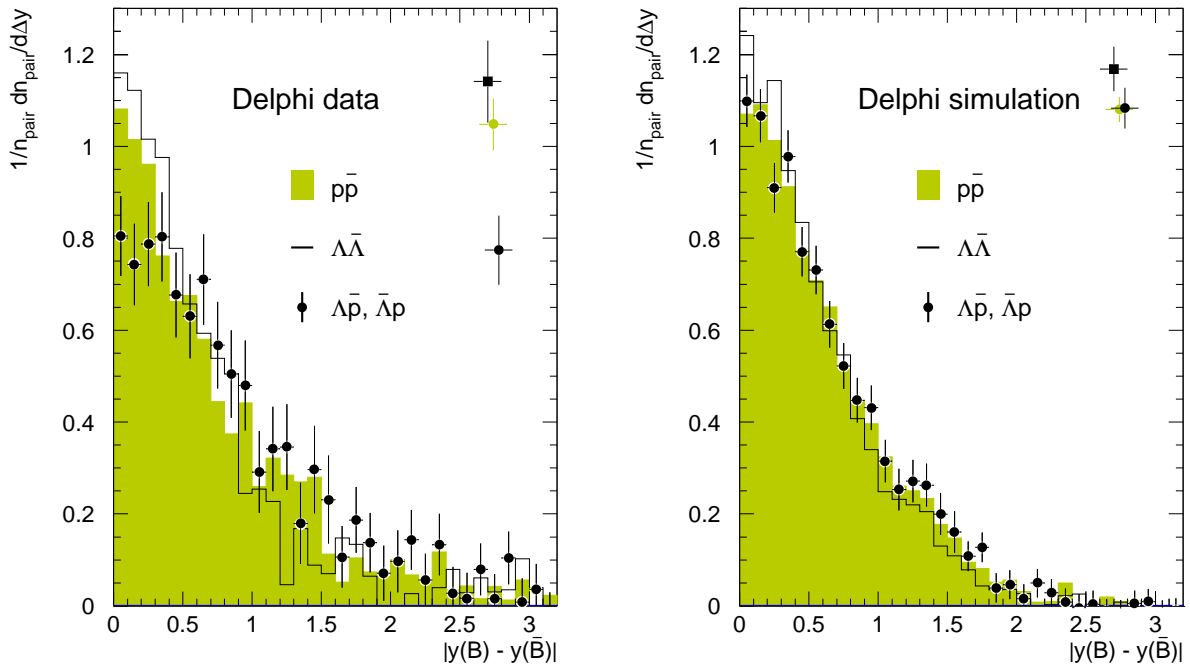 1/n_pair dn_pair/dΔy
1.2
1
0.8
0.6
0.4
0.2
0
Delphi data
pp̄
ΛΛ̄
Λp̄, Λ̄p
0 0.5 1 1.5 2 2.5 3
|y(B) - y(B̄)|
1/n_pair dn_pair/dΔy
1.2
1
0.8
0.6
0.4
0.2
0
Delphi simulation
pp̄
ΛΛ̄
Λp̄, Λ̄p
0 0.5 1 1.5 2 2.5 3
|y(B) - y(B̄)|